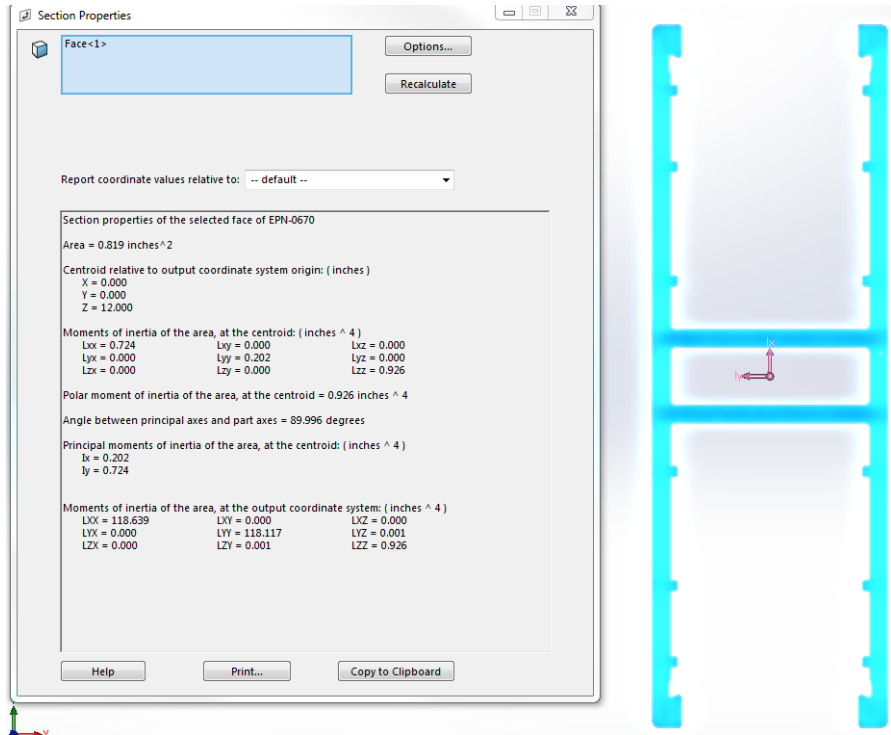 Section Properties
Face<1>
Options...
Recalculate
Report coordinate values relative to: -- default --
Section properties of the selected face of EPN-0670
Area = 0.819 inches^2
Centroid relative to output coordinate system origin: ( inches )
X = 0.000
Y = 0.000
Z = 12.000
Moments of inertia of the area, at the centroid: ( inches ^ 4 )
Lxx = 0.724 Lxy = 0.000 Lxz = 0.000
Lyx = 0.000 Lyy = 0.202 Lyz = 0.000
Lzx = 0.000 Lzy = 0.000 Lzz = 0.926
Polar moment of inertia of the area, at the centroid = 0.926 inches ^ 4
Angle between principal axes and part axes = 89.996 degrees
Principal moments of inertia of the area, at the centroid: ( inches ^ 4 )
Ix = 0.202
Iy = 0.724
Moments of inertia of the area, at the output coordinate system: ( inches ^ 4 )
LXX = 118.639 LXY = 0.000 LXZ = 0.000
LYX = 0.000 LYY = 118.117 LYZ = 0.001
LZX = 0.000 LZY = 0.001 LZZ = 0.926
Help Print... Copy to Clipboard
Ix
Iy